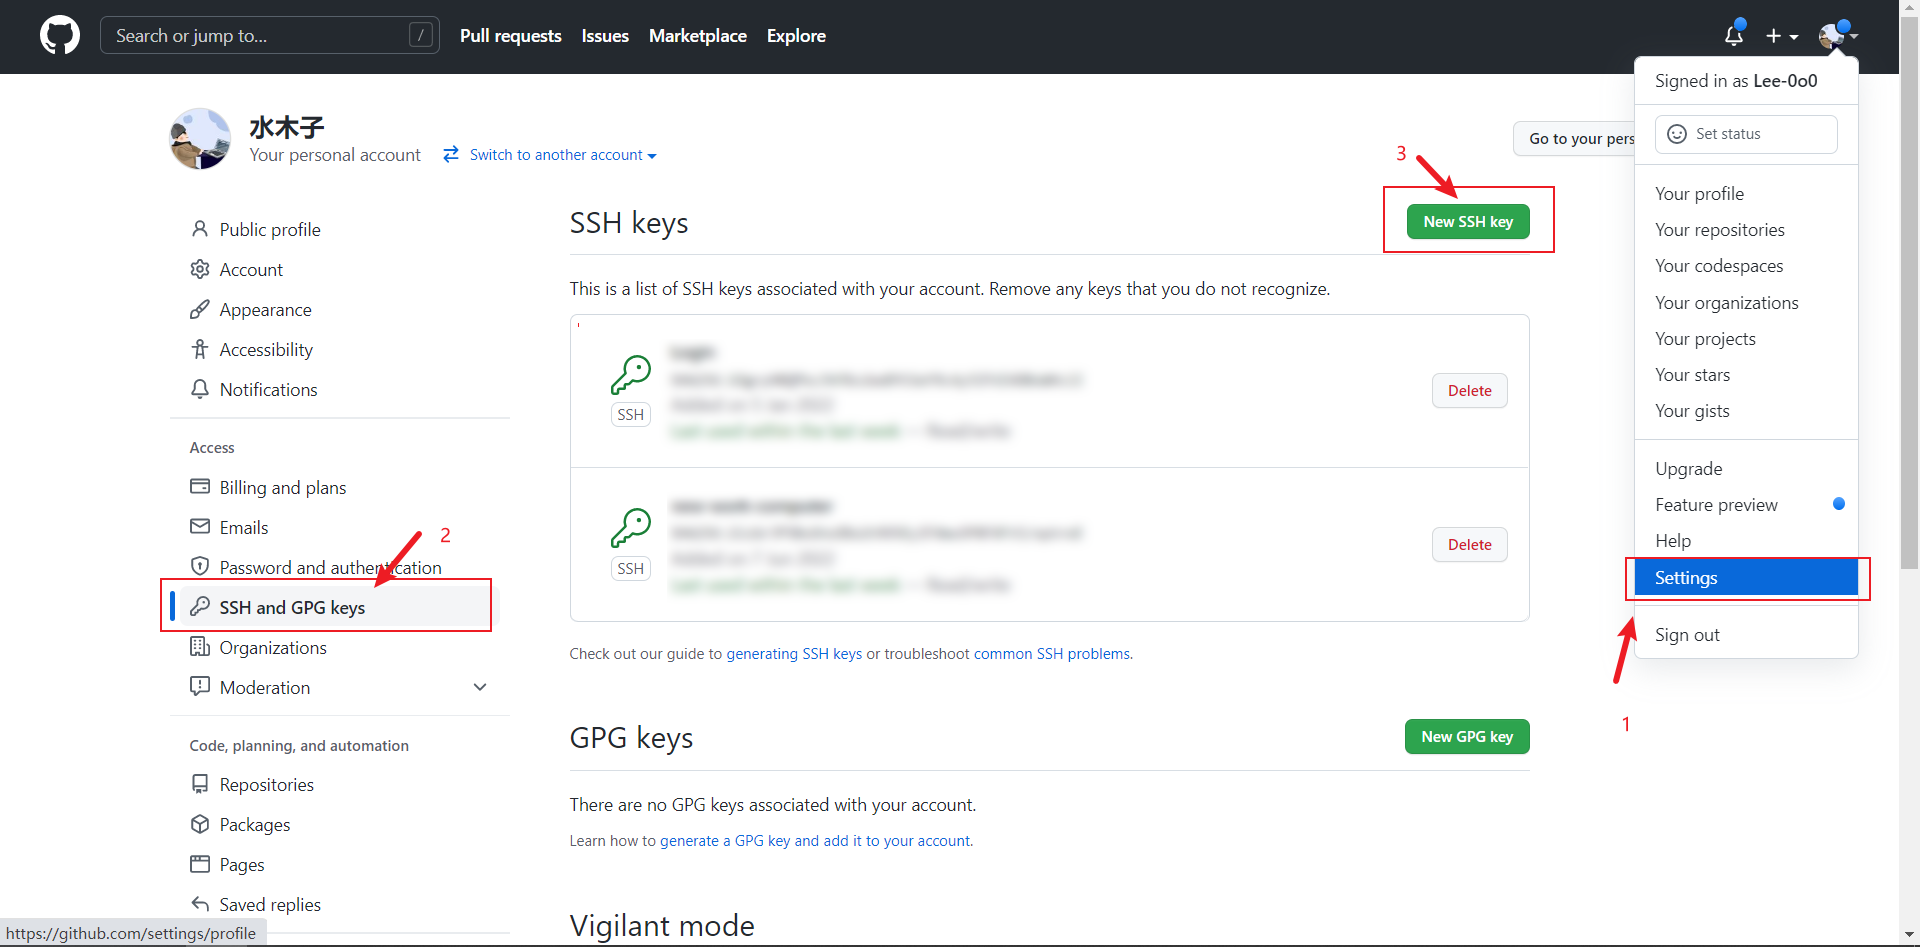 Search or jump to...
/
Pull requests
Issues
Marketplace
Explore
Signed in as Lee-0o0
Set status
Your profile
Your repositories
Your codespaces
Your organizations
Your projects
Your stars
Your gists
Upgrade
Feature preview
Help
Settings
Sign out
1
水木子
Your personal account
Switch to another account
Go to your pers
Public profile
Account
Appearance
Accessibility
Notifications
Access
Billing and plans
Emails
2
Password and authentication
SSH and GPG keys
Organizations
Moderation
Code, planning, and automation
Repositories
Packages
Pages
Saved replies
3
SSH keys
New SSH key
This is a list of SSH keys associated with your account. Remove any keys that you do not recognize.
SSH
Delete
SSH
Delete
Check out our guide to generating SSH keys or troubleshoot common SSH problems.
GPG keys
New GPG key
There are no GPG keys associated with your account.
Learn how to generate a GPG key and add it to your account.
Vigilant mode
https://github.com/settings/profile